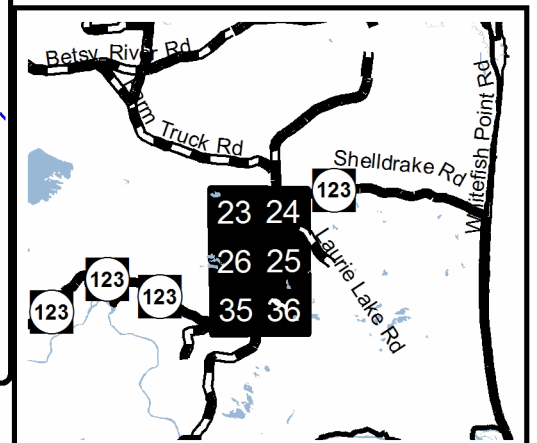 Betsy River Rd
Farm Truck Rd
Whitefish Point Rd
Shelldrake Rd
123
23 24
Laurie Lake Rd
26 25
123
123
123
35 36